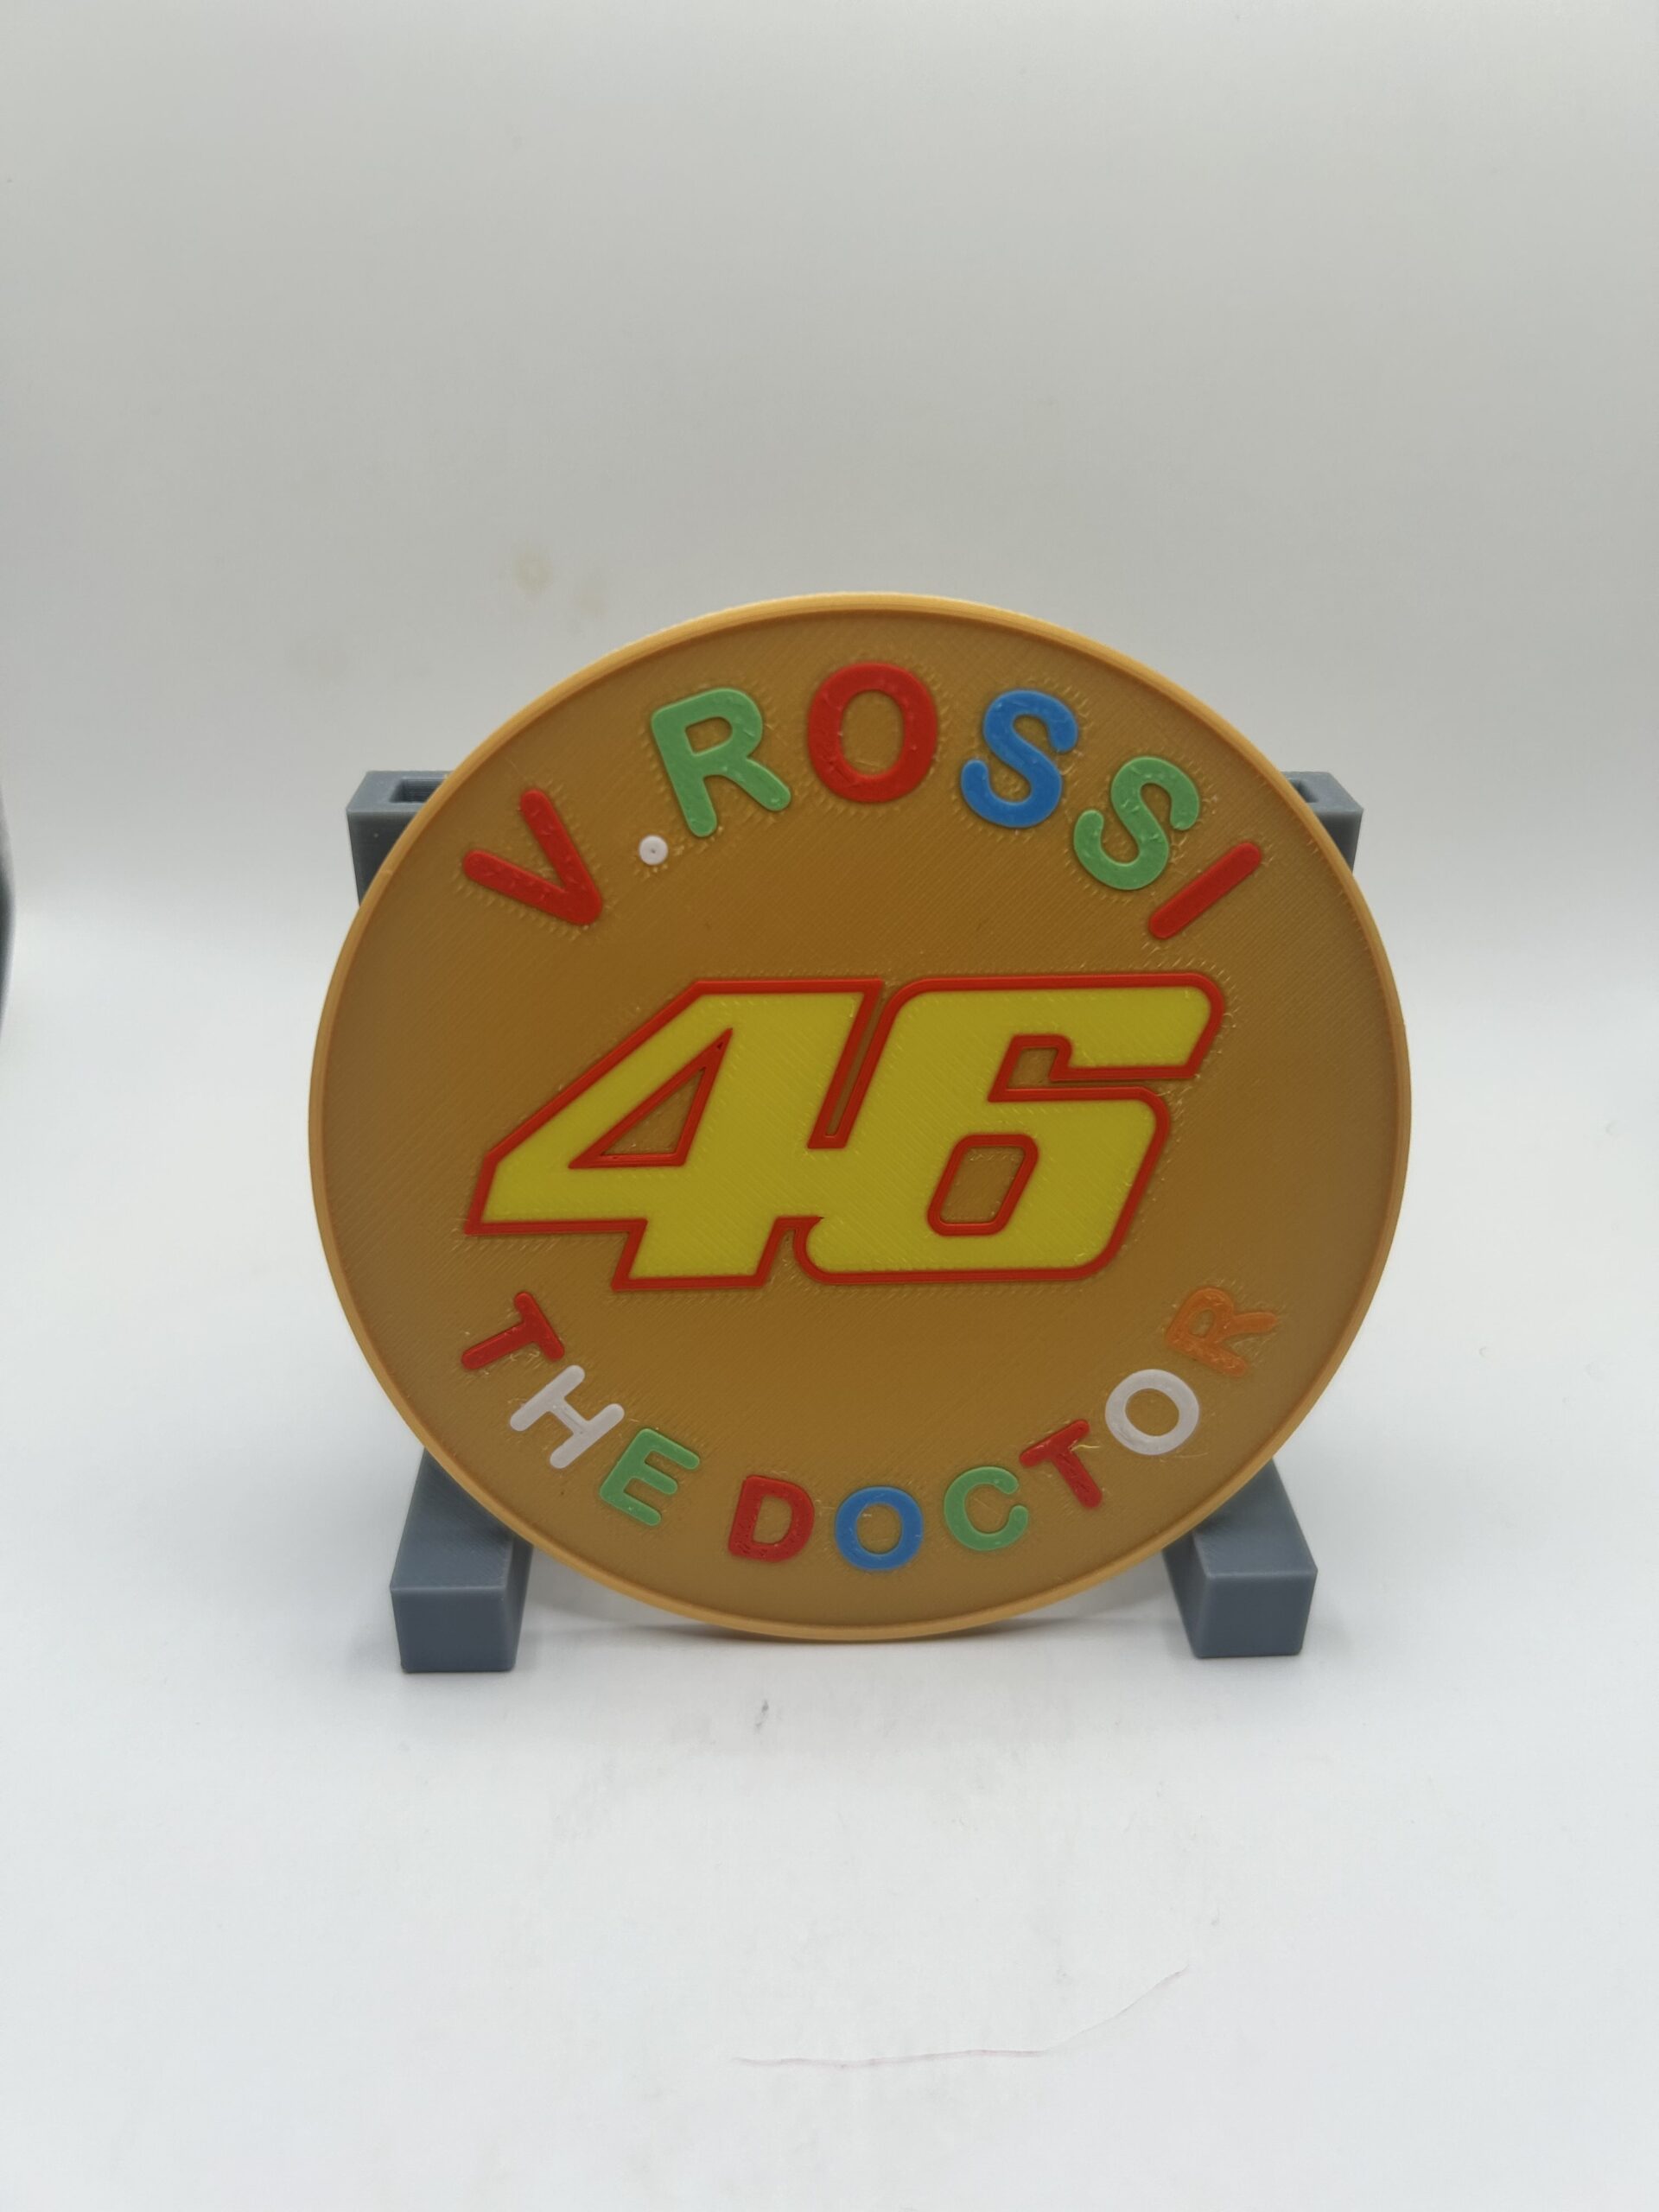 V.ROSSI
46
THE DOCTOR